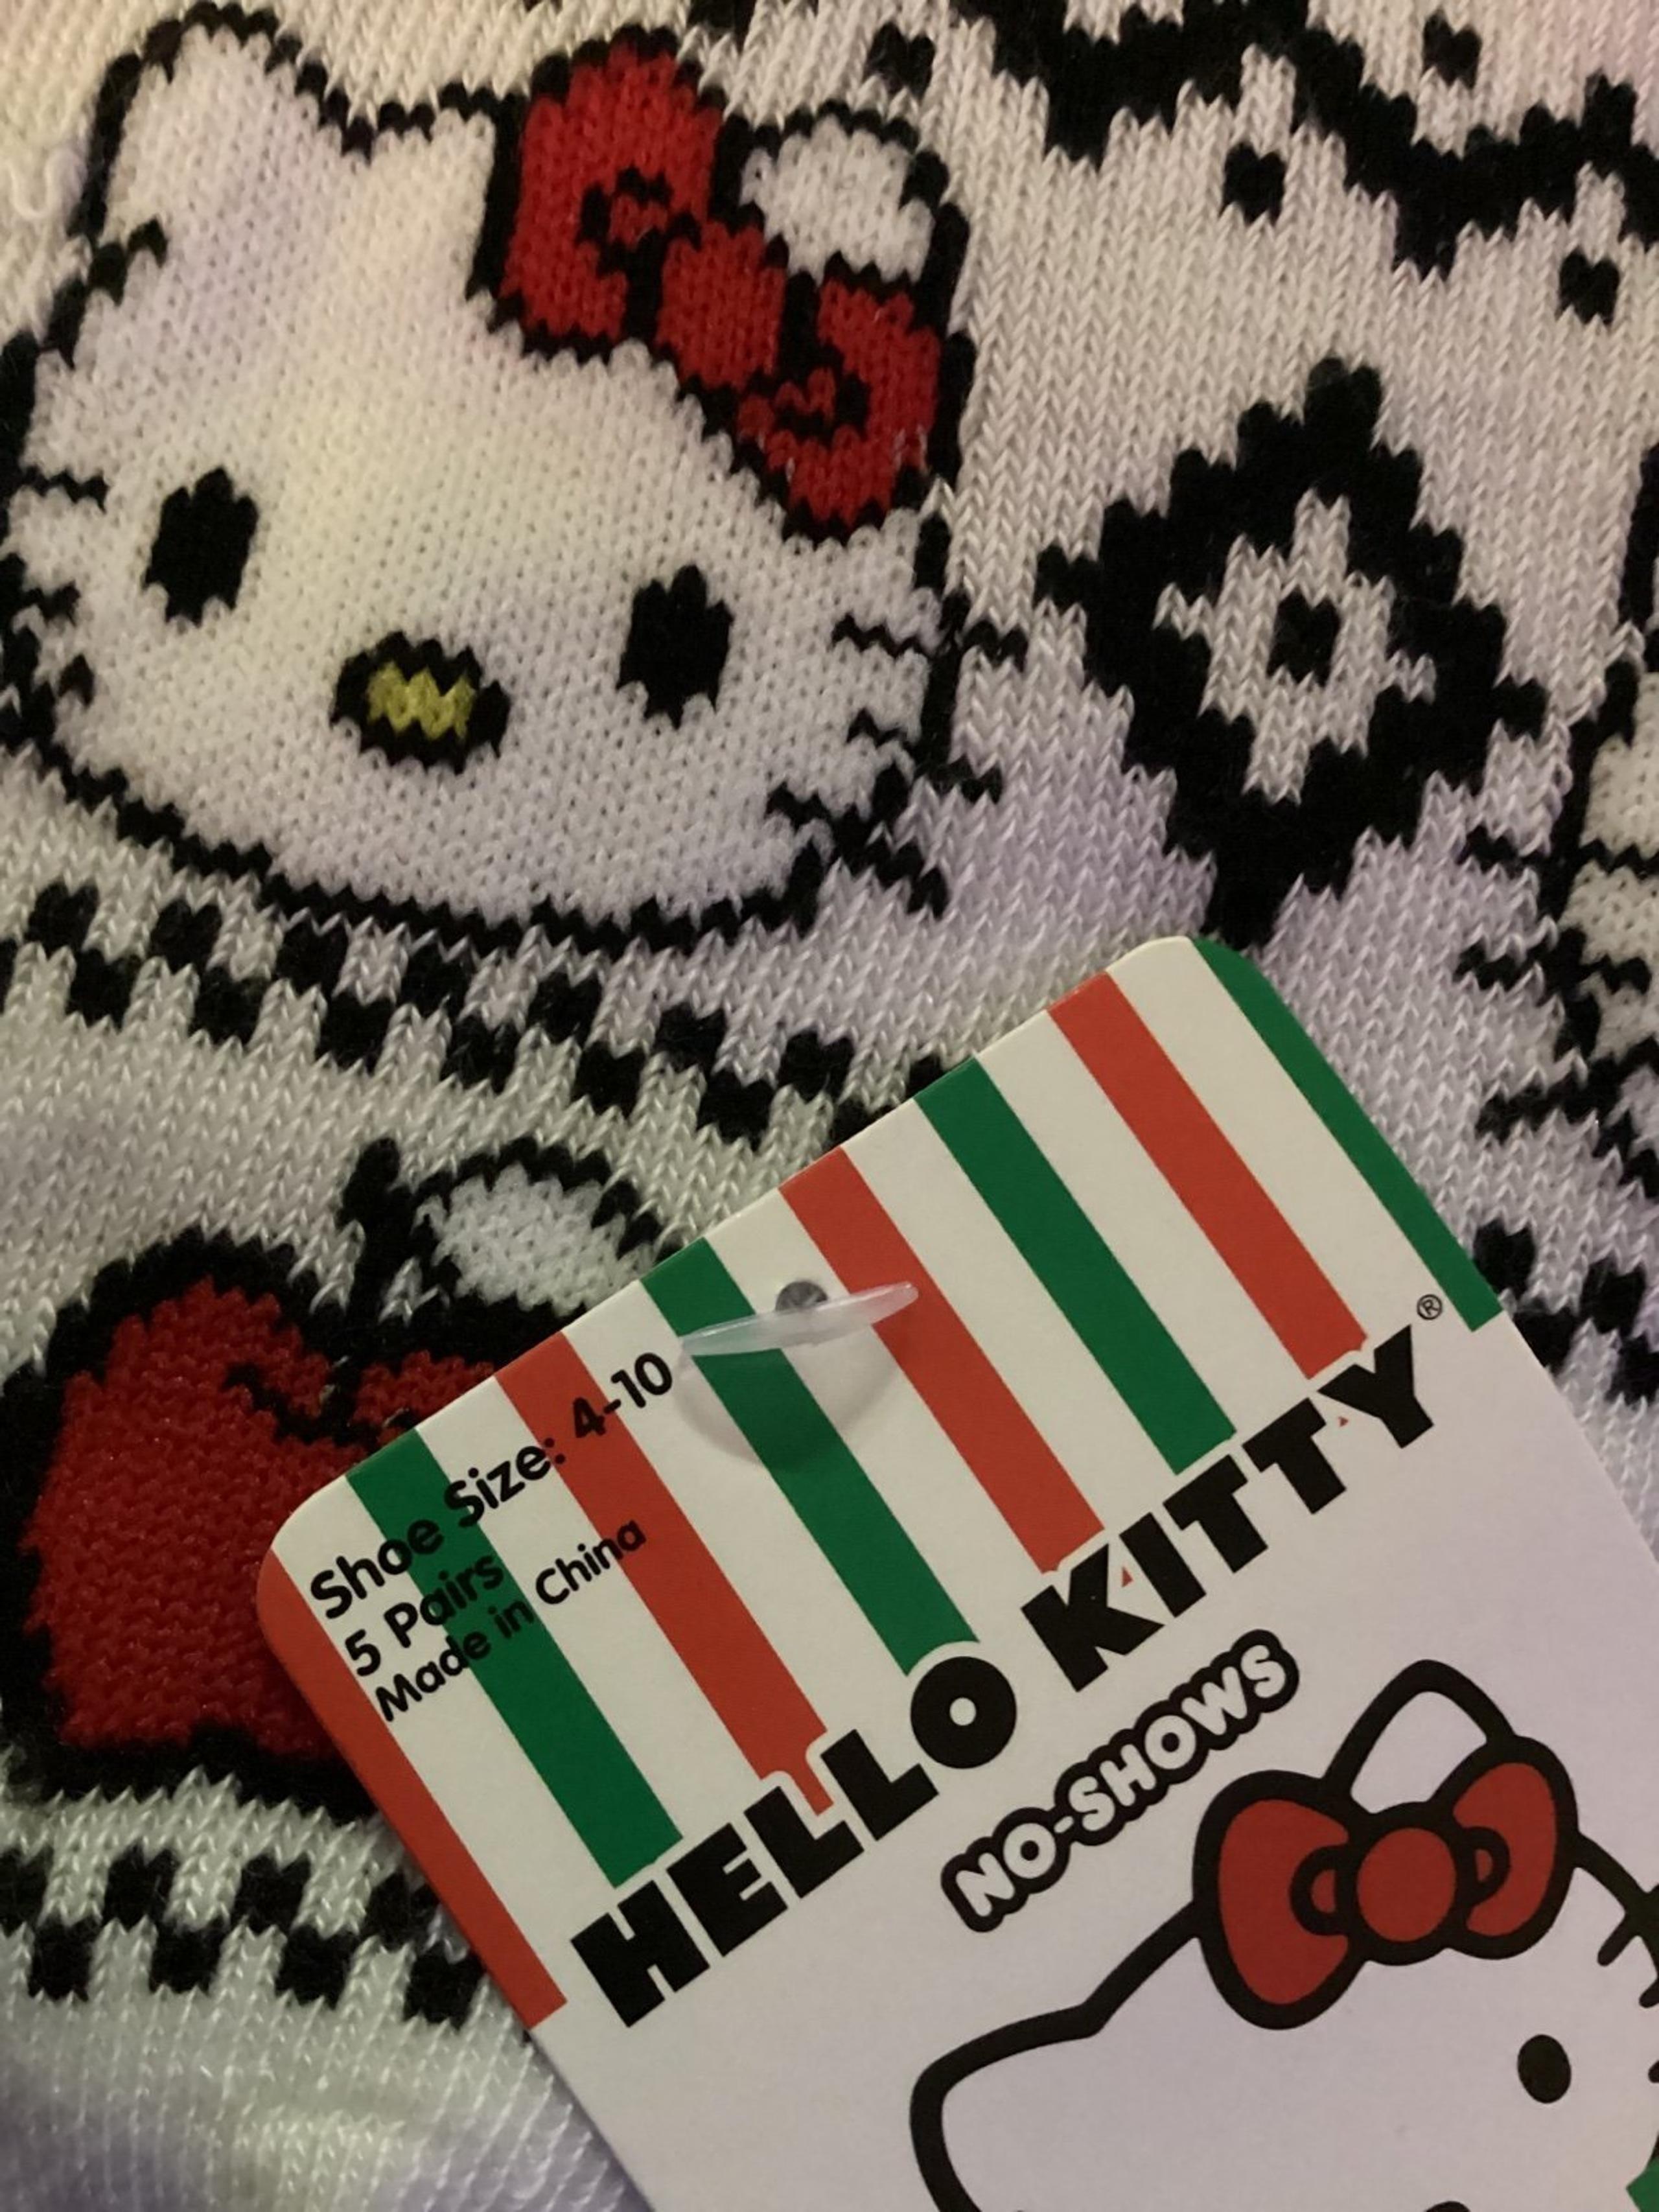 Shoe Size: 4-10
5 Pairs
Made in China
HELLO KITTY®
NO-SHOWS